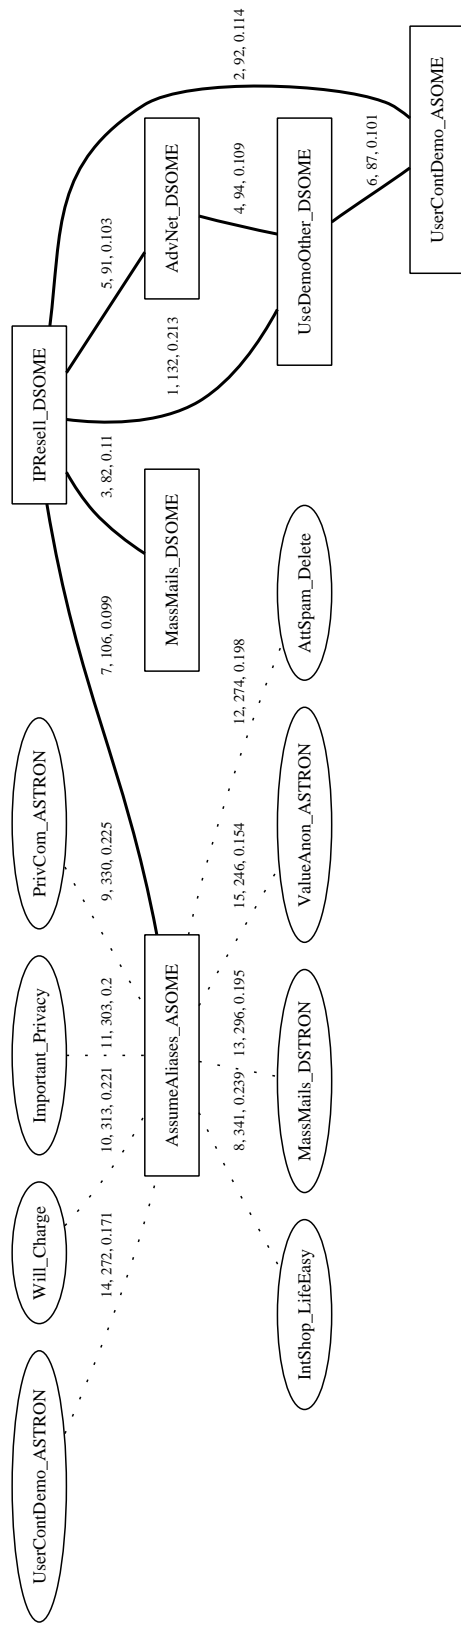 UserContDemo_ASTRON
Will_Charge
Important_Privacy
PrivCom_ASTRON
IPResell_DSOME
14, 272, 0.171
10, 313, 0.221
11, 303, 0.2
9, 330, 0.225
7, 106, 0.099
3, 82, 0.11
1, 132, 0.213
5, 91, 0.103
AssumeAliases_ASOME
MassMails_DSOME
AdvNet_DSOME
8, 341, 0.239
13, 296, 0.195
15, 246, 0.154
12, 274, 0.198
4, 94, 0.109
2, 92, 0.114
IntShop_LifeEasy
MassMails_DSTRON
ValueAnon_ASTRON
AttSpam_Delete
UseDemoOther_DSOME
6, 87, 0.101
UserContDemo_ASOME